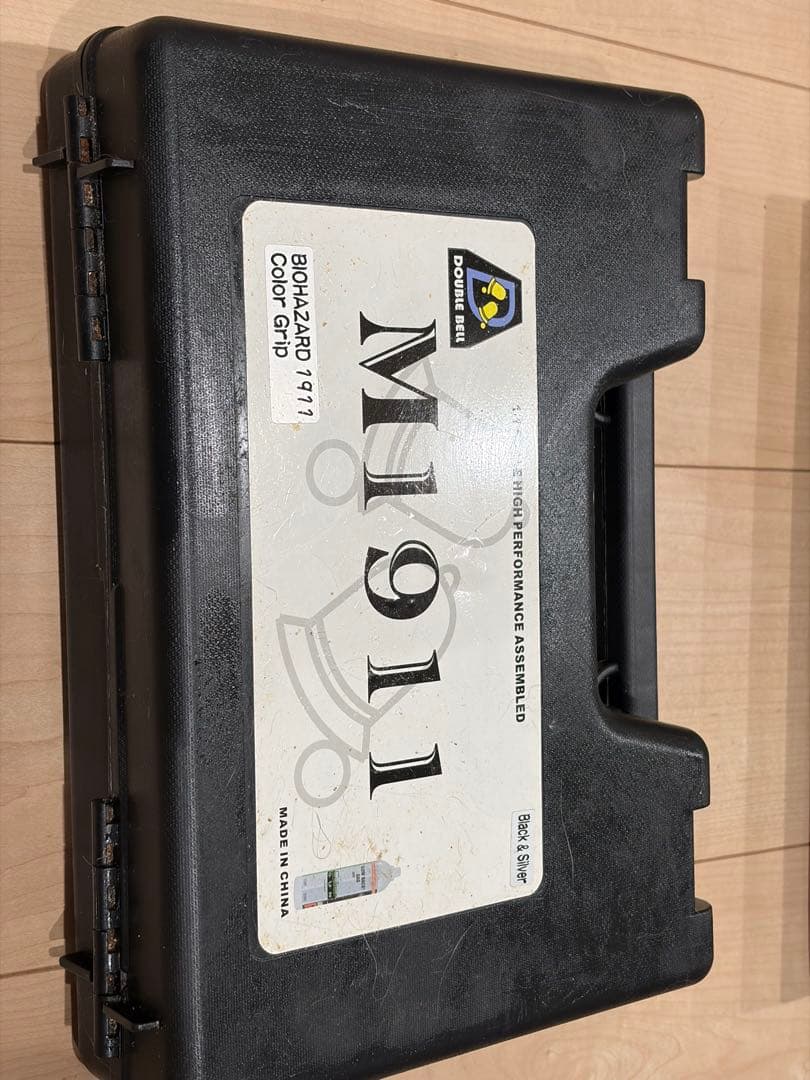 DOUBLE BELL
HIGH PERFORMANCE ASSEMBLED
Black & Silver
M1911
BIOHAZARD 1911
Color Grip
MADE IN CHINA